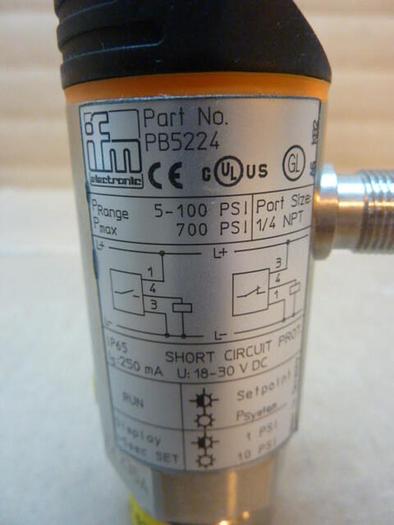 ifm
electronic
Part No.
PB5224
CE C UL US GL
PRange 5-100 PSI
Pmax 700 PSI
Port Size
1/4 NPT
L+ L+
1
4
3
3
4
1
L- L-
IP65 SHORT CIRCUIT PROT
250 mA U: 18-30 V DC
RUN
Setpoint
PSystem
Display
SET
1 PSI
10 PSI